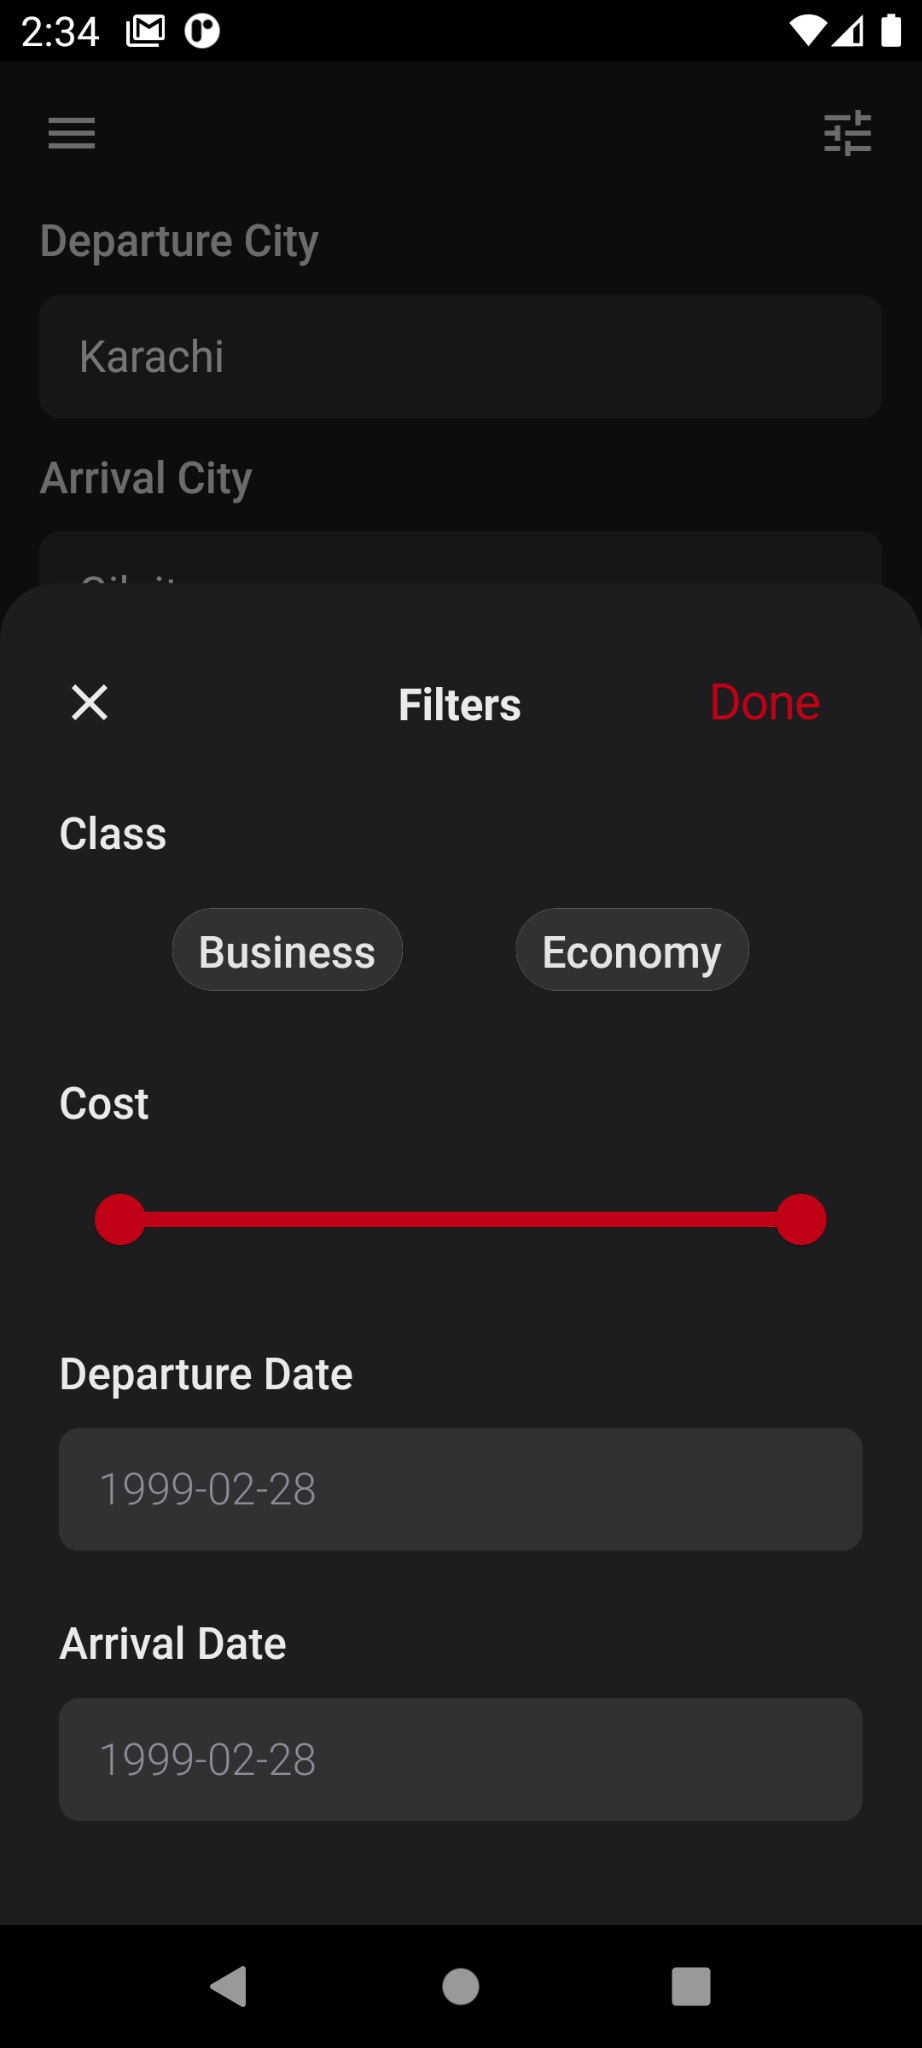 2:34
Departure City
Karachi
Arrival City
Filters
Done
Class
Business
Economy
Cost
Departure Date
1999-02-28
Arrival Date
1999-02-28